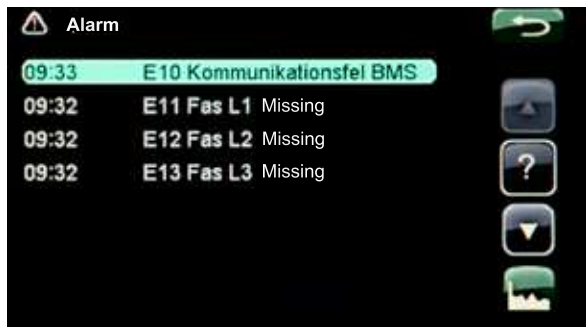 Alarm
09:33 E10 Kommunikationsfel BMS
09:32 E11 Fas L1 Missing
09:32 E12 Fas L2 Missing
09:32 E13 Fas L3 Missing
?